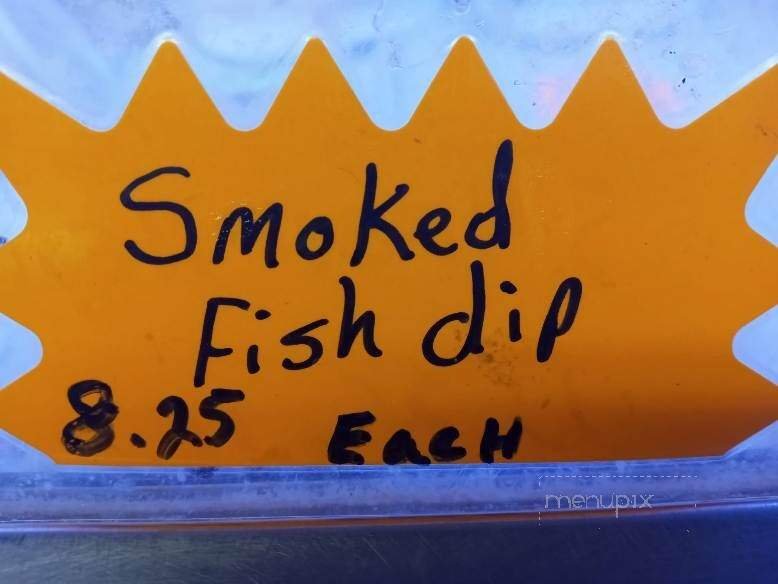 Smoked
Fish dip
8.25 Each
menupix